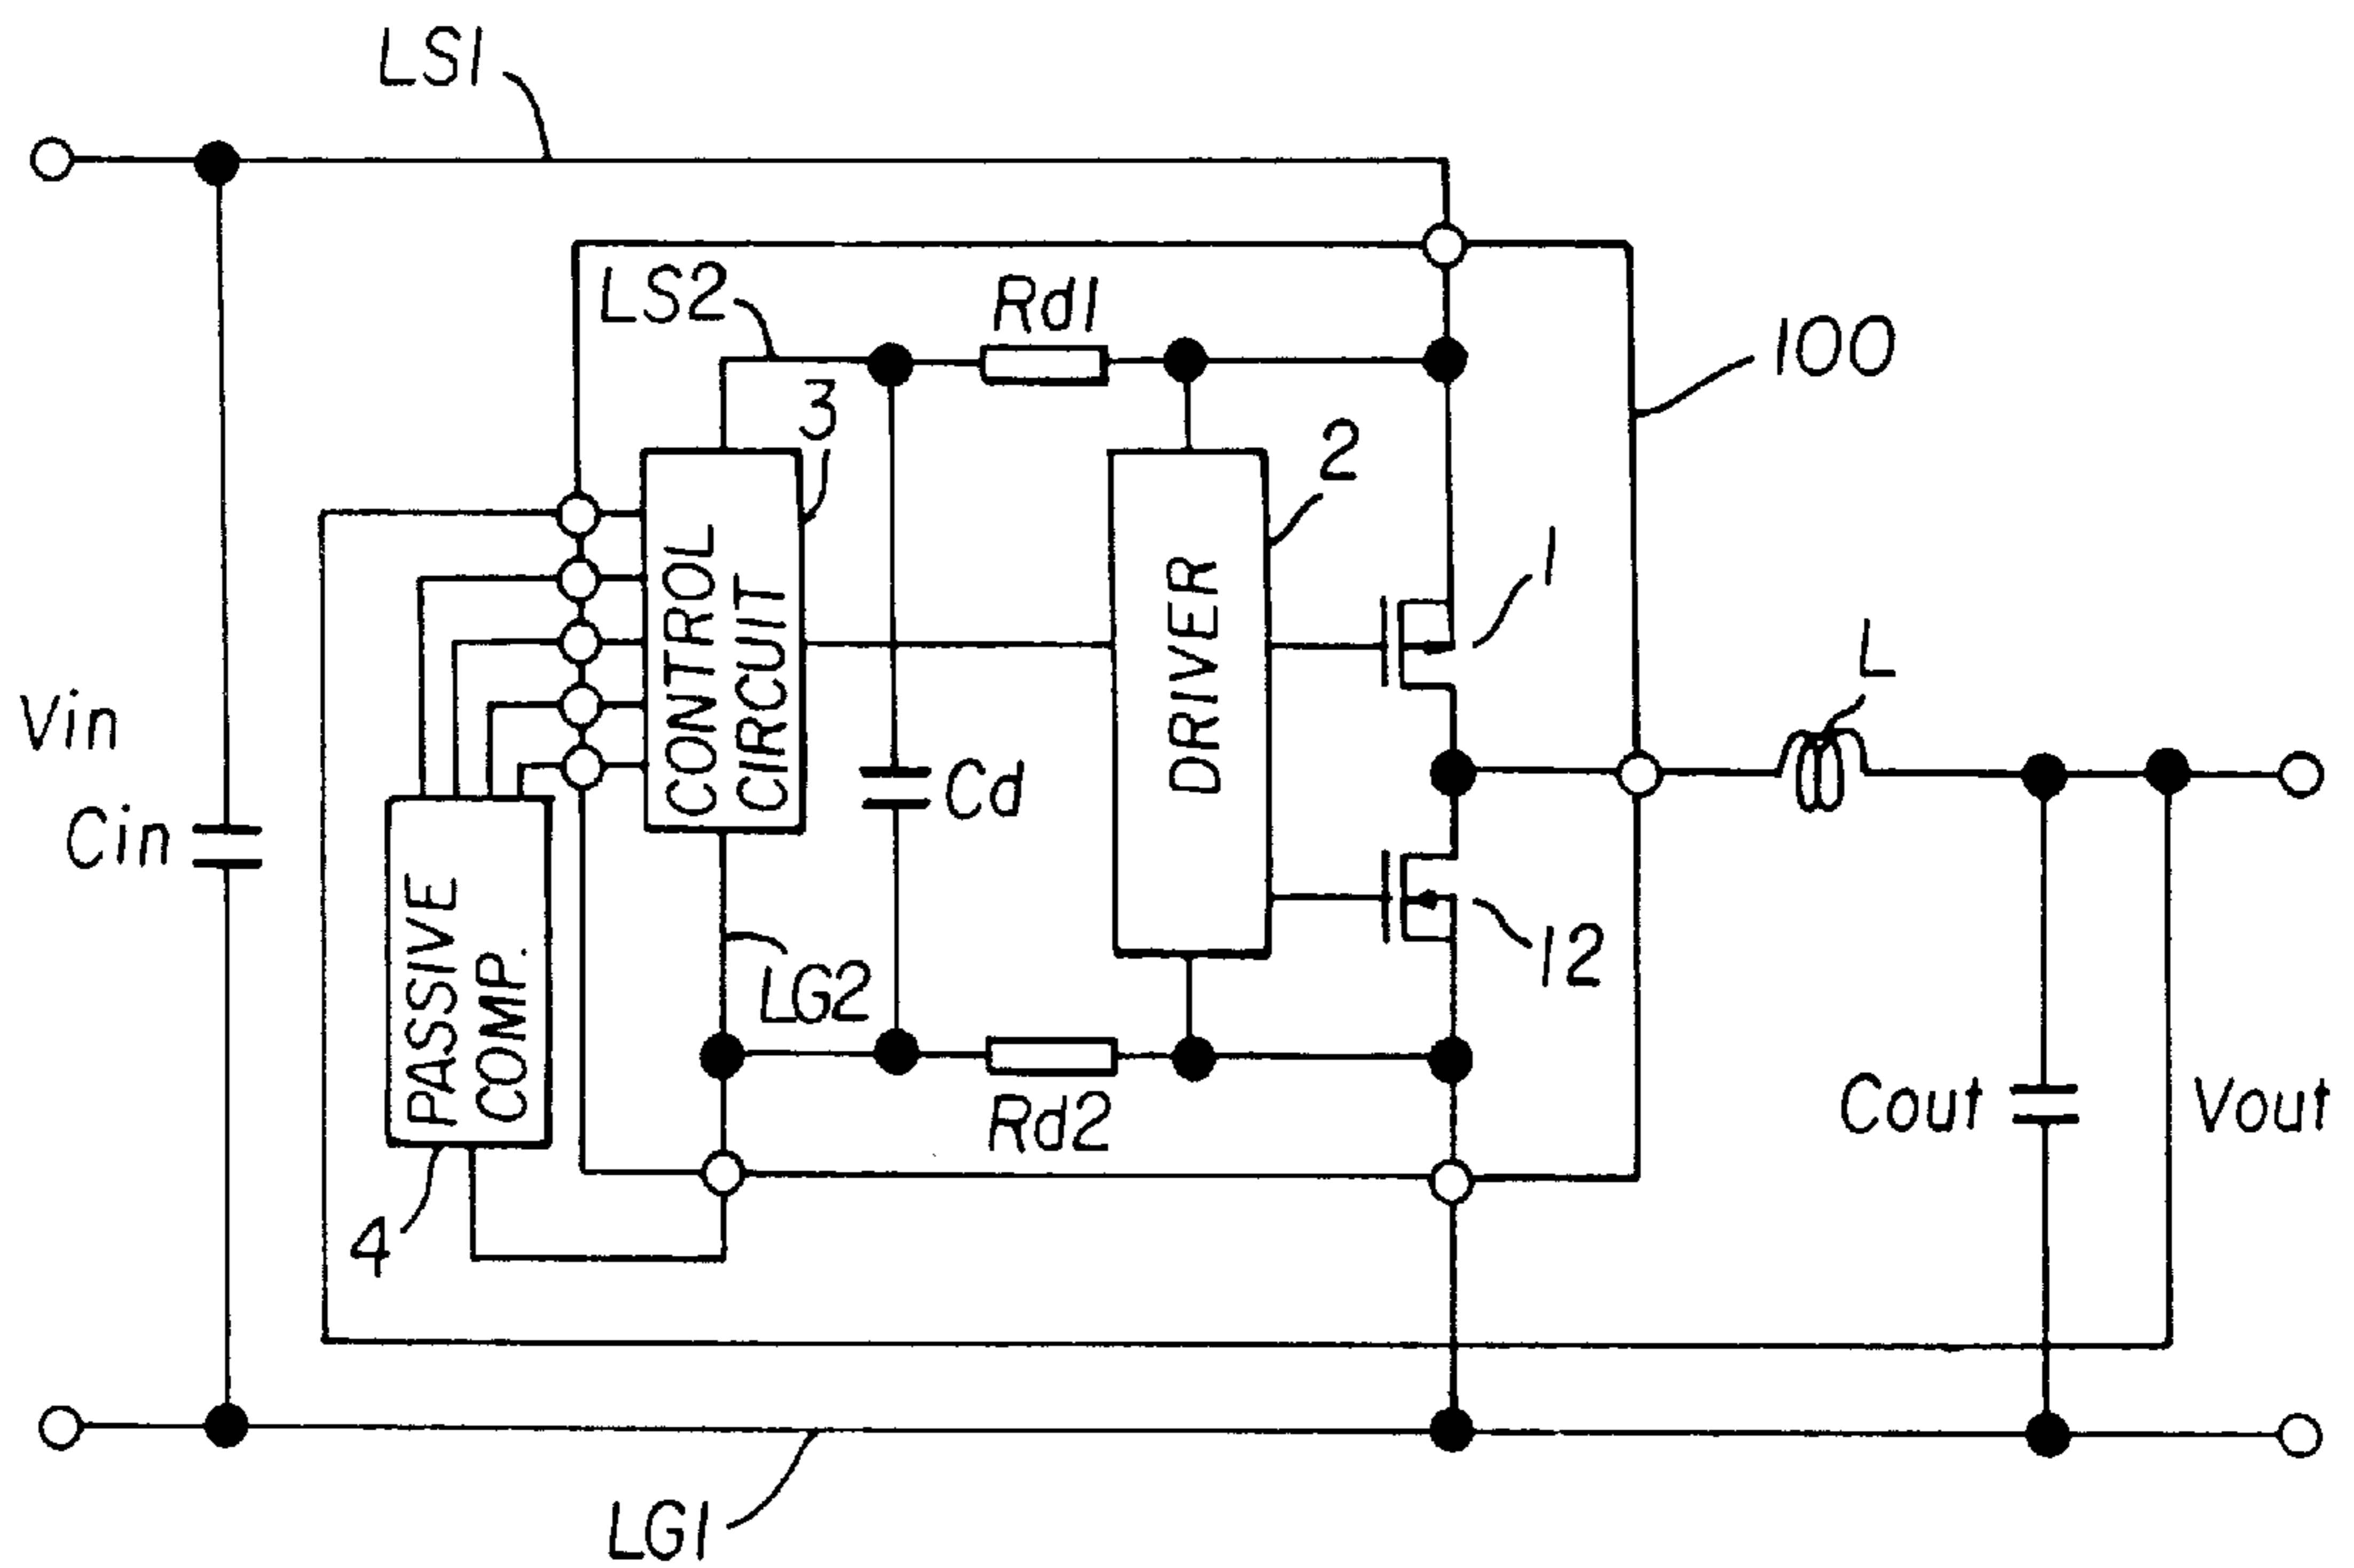 LS1
LS2
Rd1
100
3
2
1
L
CONTROL
CIRCUIT
DRIVER
Vin
Cin
Cd
PASSIVE
COMP.
LG2
12
Rd2
Cout
Vout
4
LG1